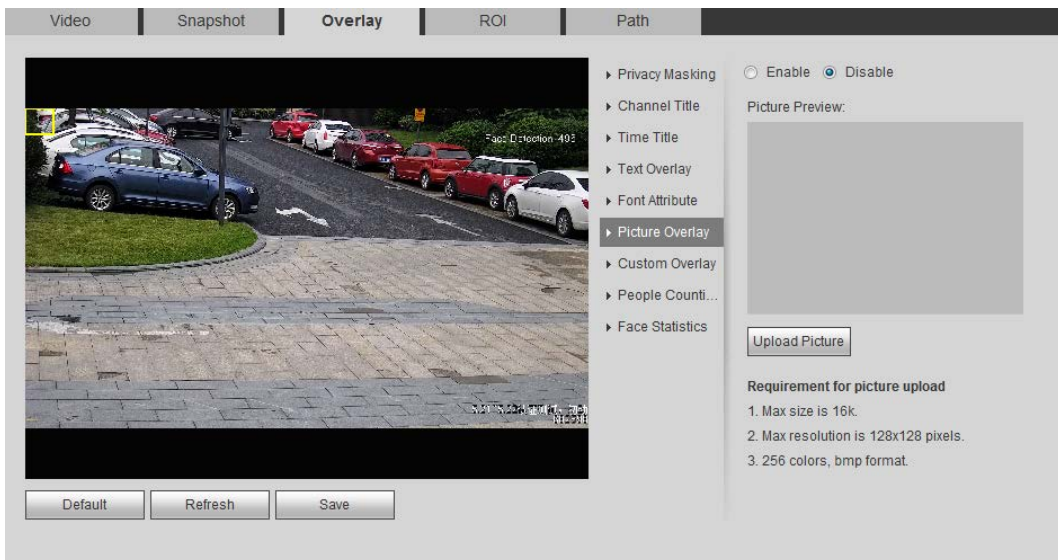 Video
Snapshot
Overlay
ROI
Path
Privacy Masking
Channel Title
Time Title
Text Overlay
Font Attribute
Picture Overlay
Custom Overlay
People Counti...
Face Statistics
Enable
Disable
Picture Preview:
Upload Picture
Requirement for picture upload
1. Max size is 16k.
2. Max resolution is 128x128 pixels.
3. 256 colors, bmp format.
Face Detection
Default
Refresh
Save